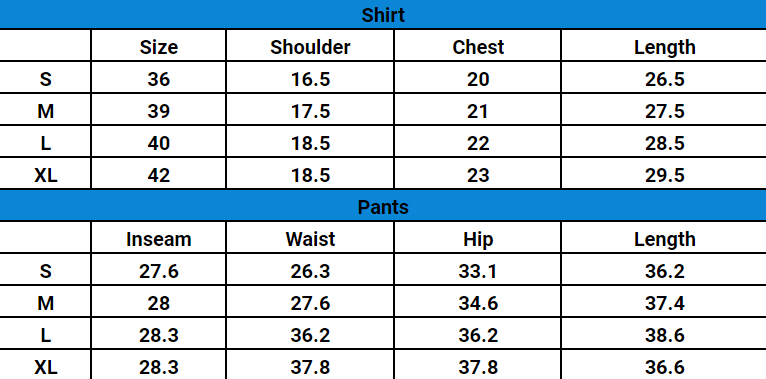 Shirt
Size Shoulder Chest Length
S 36 16.5 20 26.5
M 39 17.5 21 27.5
L 40 18.5 22 28.5
XL 42 18.5 23 29.5
Pants
Inseam Waist Hip Length
S 27.6 26.3 33.1 36.2
M 28 27.6 34.6 37.4
L 28.3 36.2 36.2 38.6
XL 28.3 37.8 37.8 36.6